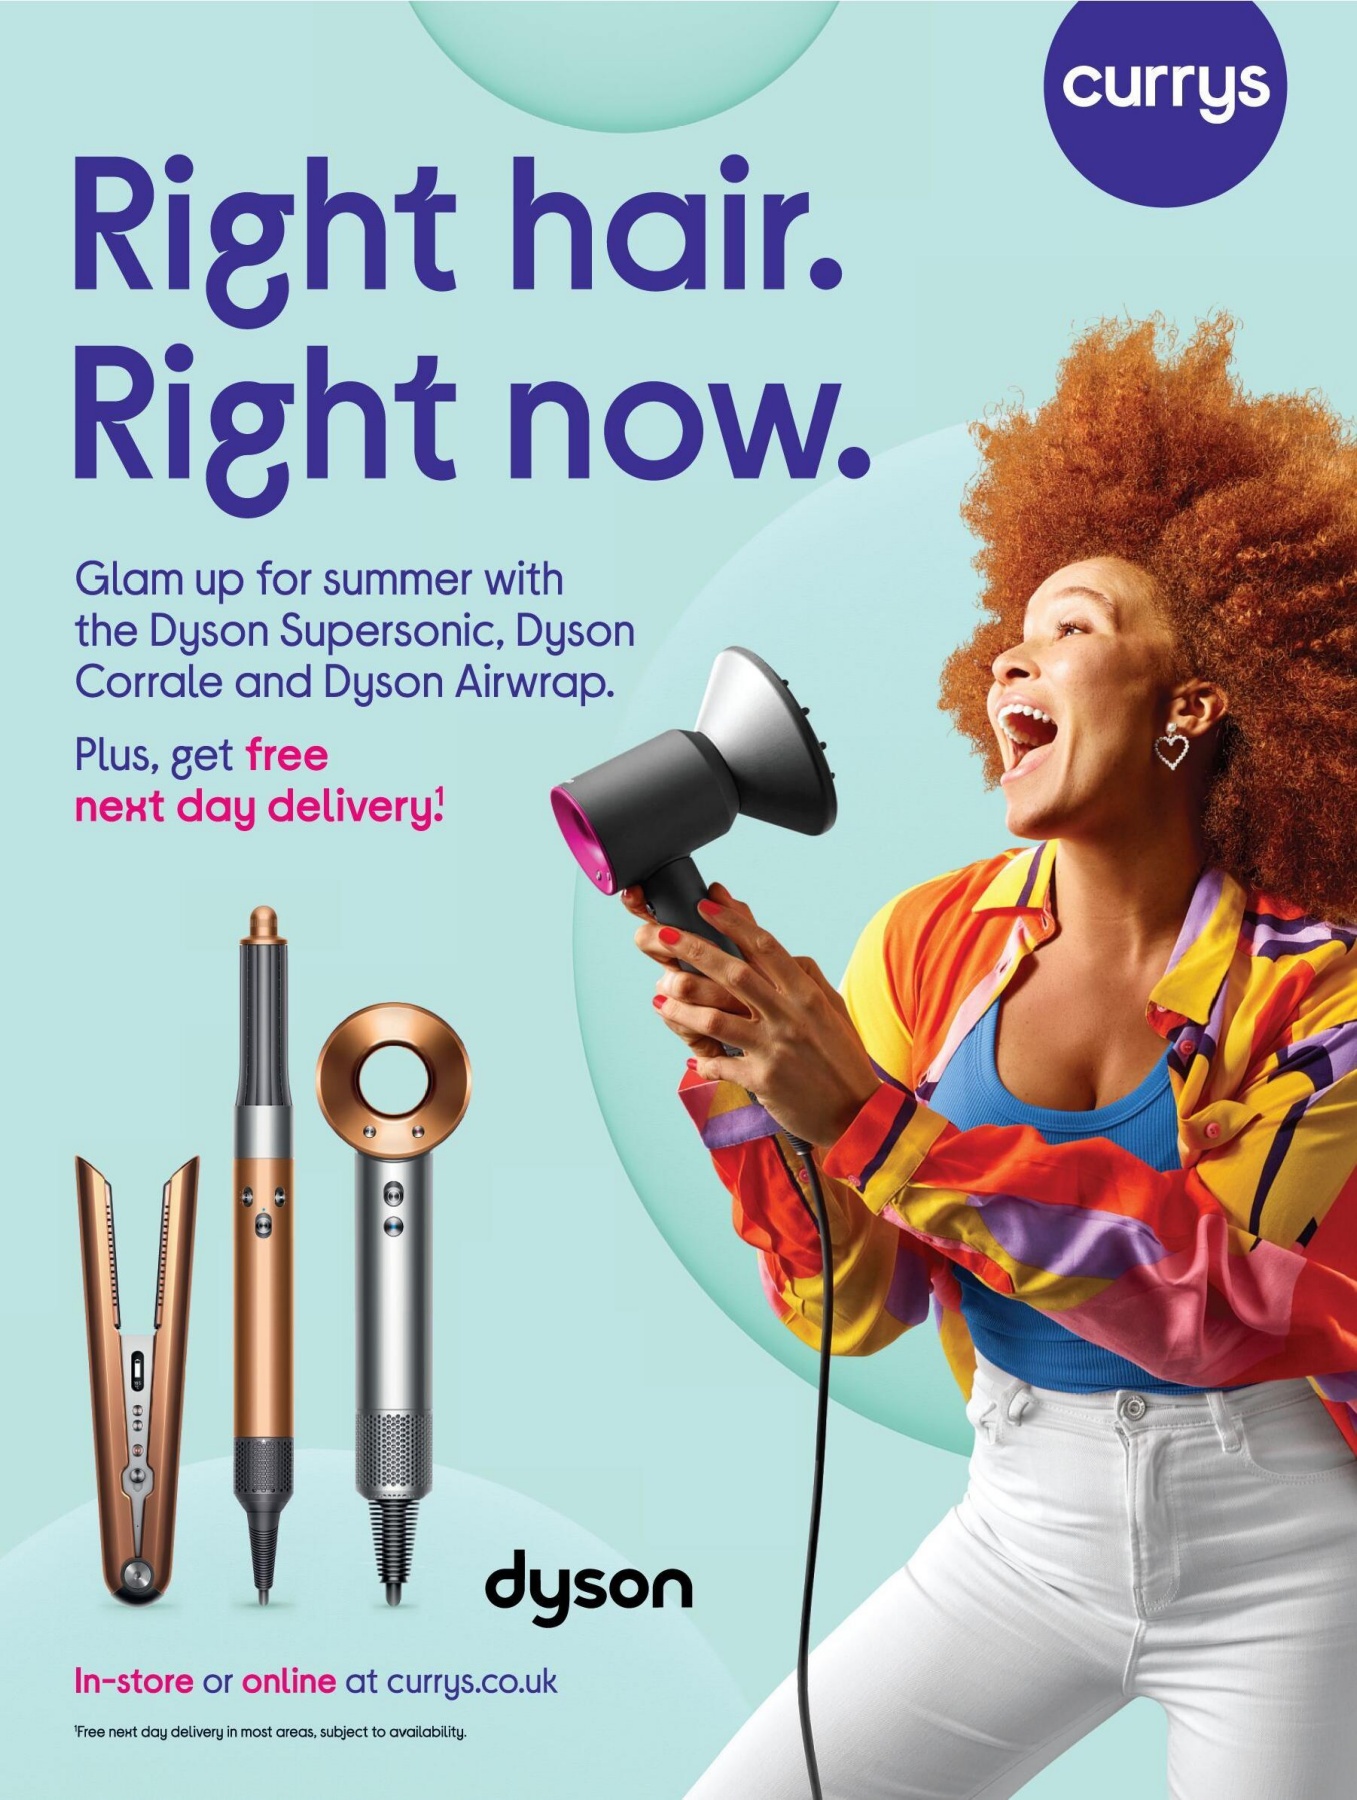 currys
Right hair.
Right now.
Glam up for summer with
the Dyson Supersonic, Dyson
Corrale and Dyson Airwrap.
Plus, get free
next day delivery!¹
dyson
In-store or online at currys.co.uk
¹Free next day delivery in most areas, subject to availability.